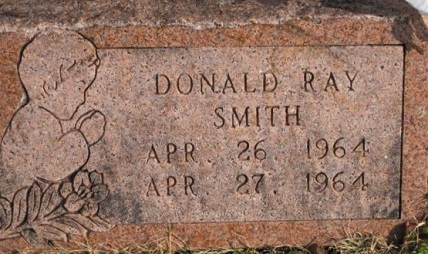 DONALD RAY
SMITH
APR. 26 1964
APR. 27. 1964